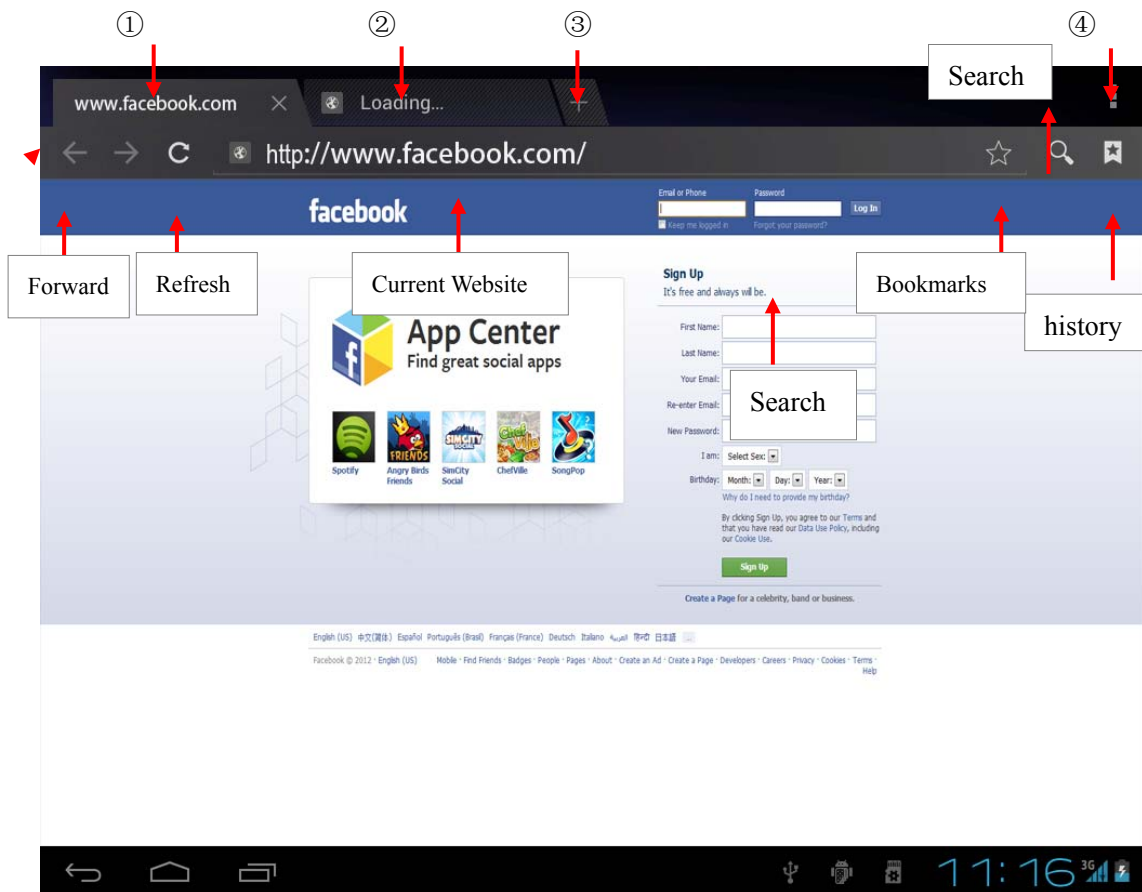 ① ② ③ ④
Search
www.facebook.com
Loading...
http://www.facebook.com/
facebook
Email or Phone
Password
Log In
Keep me logged in
Forgot your password?
Forward
Refresh
Current Website
Bookmarks
history
Search
App Center
Find great social apps
Spotify
Angry Birds Friends
SimCity Social
ChefVille
SongPop
FRIENDS
SIMCITY
SOCIAL
Chef
Ville
Sign Up
It's free and always will be.
First Name:
Last Name:
Your Email:
Re-enter Email:
New Password:
I am: Select Sex:
Birthday: Month: Day: Year:
Why do I need to provide my birthday?
By clicking Sign Up, you agree to our Terms and
that you have read our Data Use Policy, including
our Cookie Use.
Sign Up
Create a Page for a celebrity, band or business.
English (US) 中文(简体) Español Português (Brasil) Français (France) Deutsch Italiano العربية हिन्दी 日本語 ...
Facebook © 2012 · English (US)
Mobile · Find Friends · Badges · People · Pages · About · Create an Ad · Create a Page · Developers · Careers · Privacy · Cookies · Terms ·
Help
11:16
3G